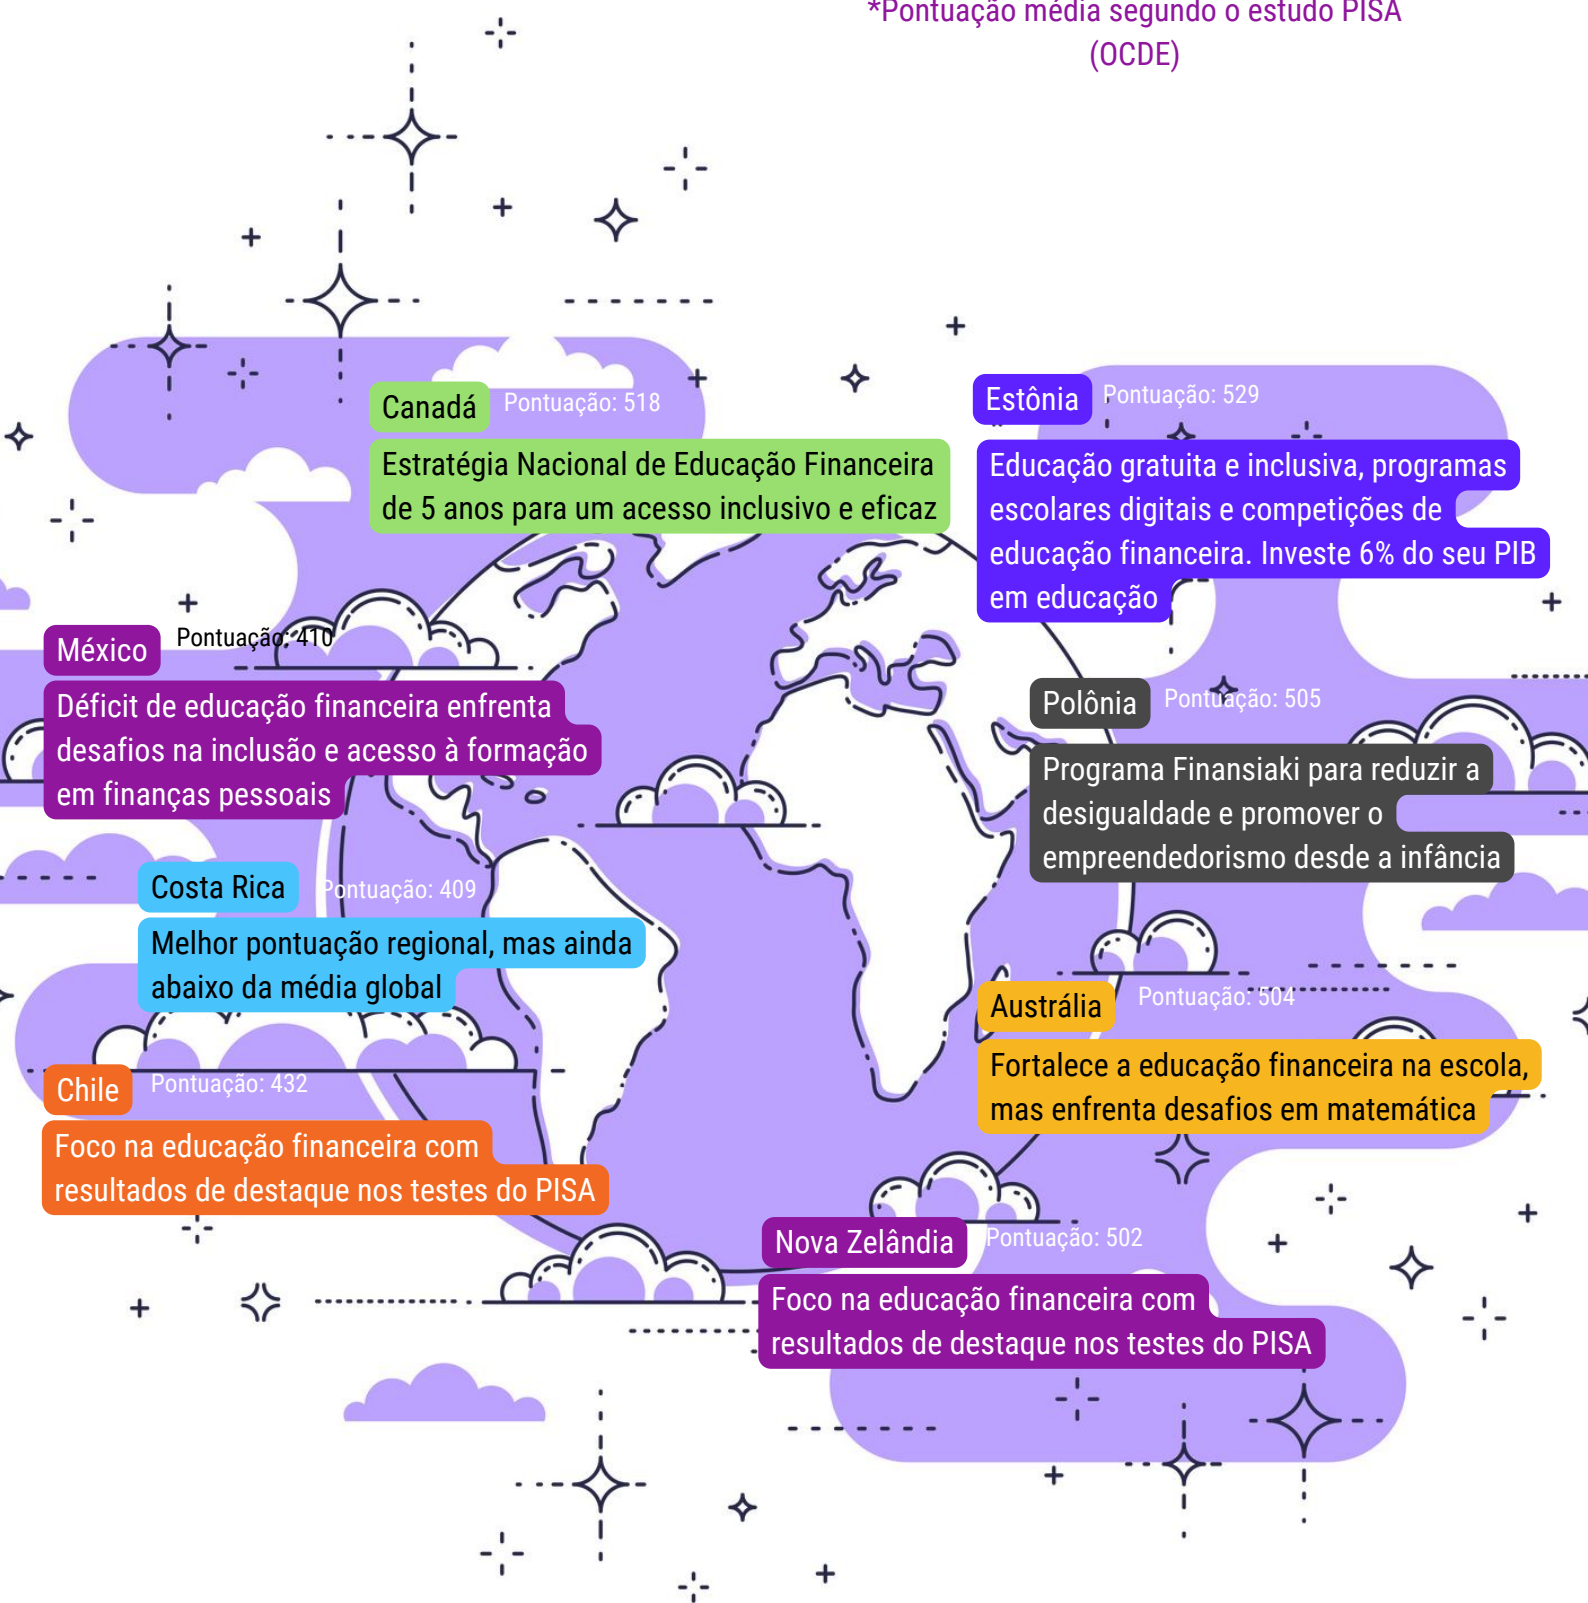 *Pontuação média segundo o estudo PISA
(OCDE)
Canadá
Pontuação: 518
Estratégia Nacional de Educação Financeira
de 5 anos para um acesso inclusivo e eficaz
Estônia
Pontuação: 529
Educação gratuita e inclusiva, programas
escolares digitais e competições de
educação financeira. Investe 6% do seu PIB
em educação
México
Pontuação: 410
Déficit de educação financeira enfrenta
desafios na inclusão e acesso à formação
em finanças pessoais
Polônia
Pontuação: 505
Programa Finansiaki para reduzir a
desigualdade e promover o
empreendedorismo desde a infância
Costa Rica
Pontuação: 409
Melhor pontuação regional, mas ainda
abaixo da média global
Austrália
Pontuação: 504
Fortalece a educação financeira na escola,
mas enfrenta desafios em matemática
Chile
Pontuação: 432
Foco na educação financeira com
resultados de destaque nos testes do PISA
Nova Zelândia
Pontuação: 502
Foco na educação financeira com
resultados de destaque nos testes do PISA